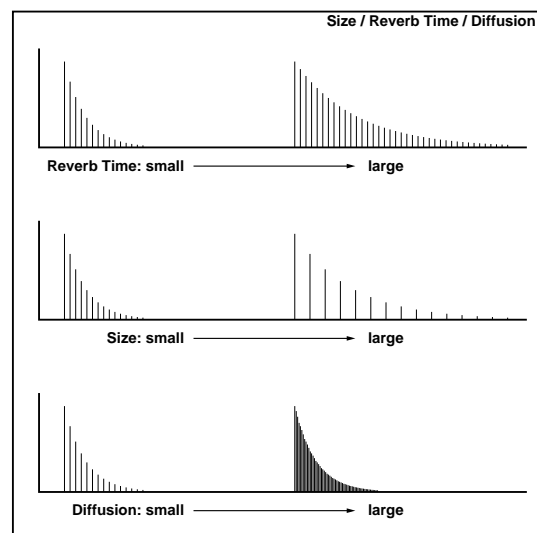 Size / Reverb Time / Diffusion
Reverb Time: small large
Size: small large
Diffusion: small large